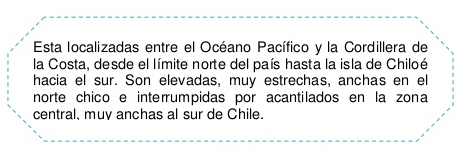 Esta localizadas entre el Océano Pacífico y la Cordillera de
la Costa, desde el límite norte del país hasta la isla de Chiloé
hacia el sur. Son elevadas, muy estrechas, anchas en el
norte chico e interrumpidas por acantilados en la zona
central, muy anchas al sur de Chile.